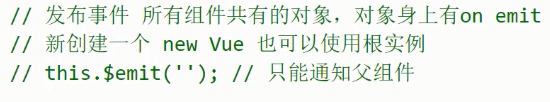 // 发布事件 所有组件共有的对象，对象身上有on emit
// 新创建一个 new Vue 也可以使用根实例
// this.$emit(''); // 只能通知父组件